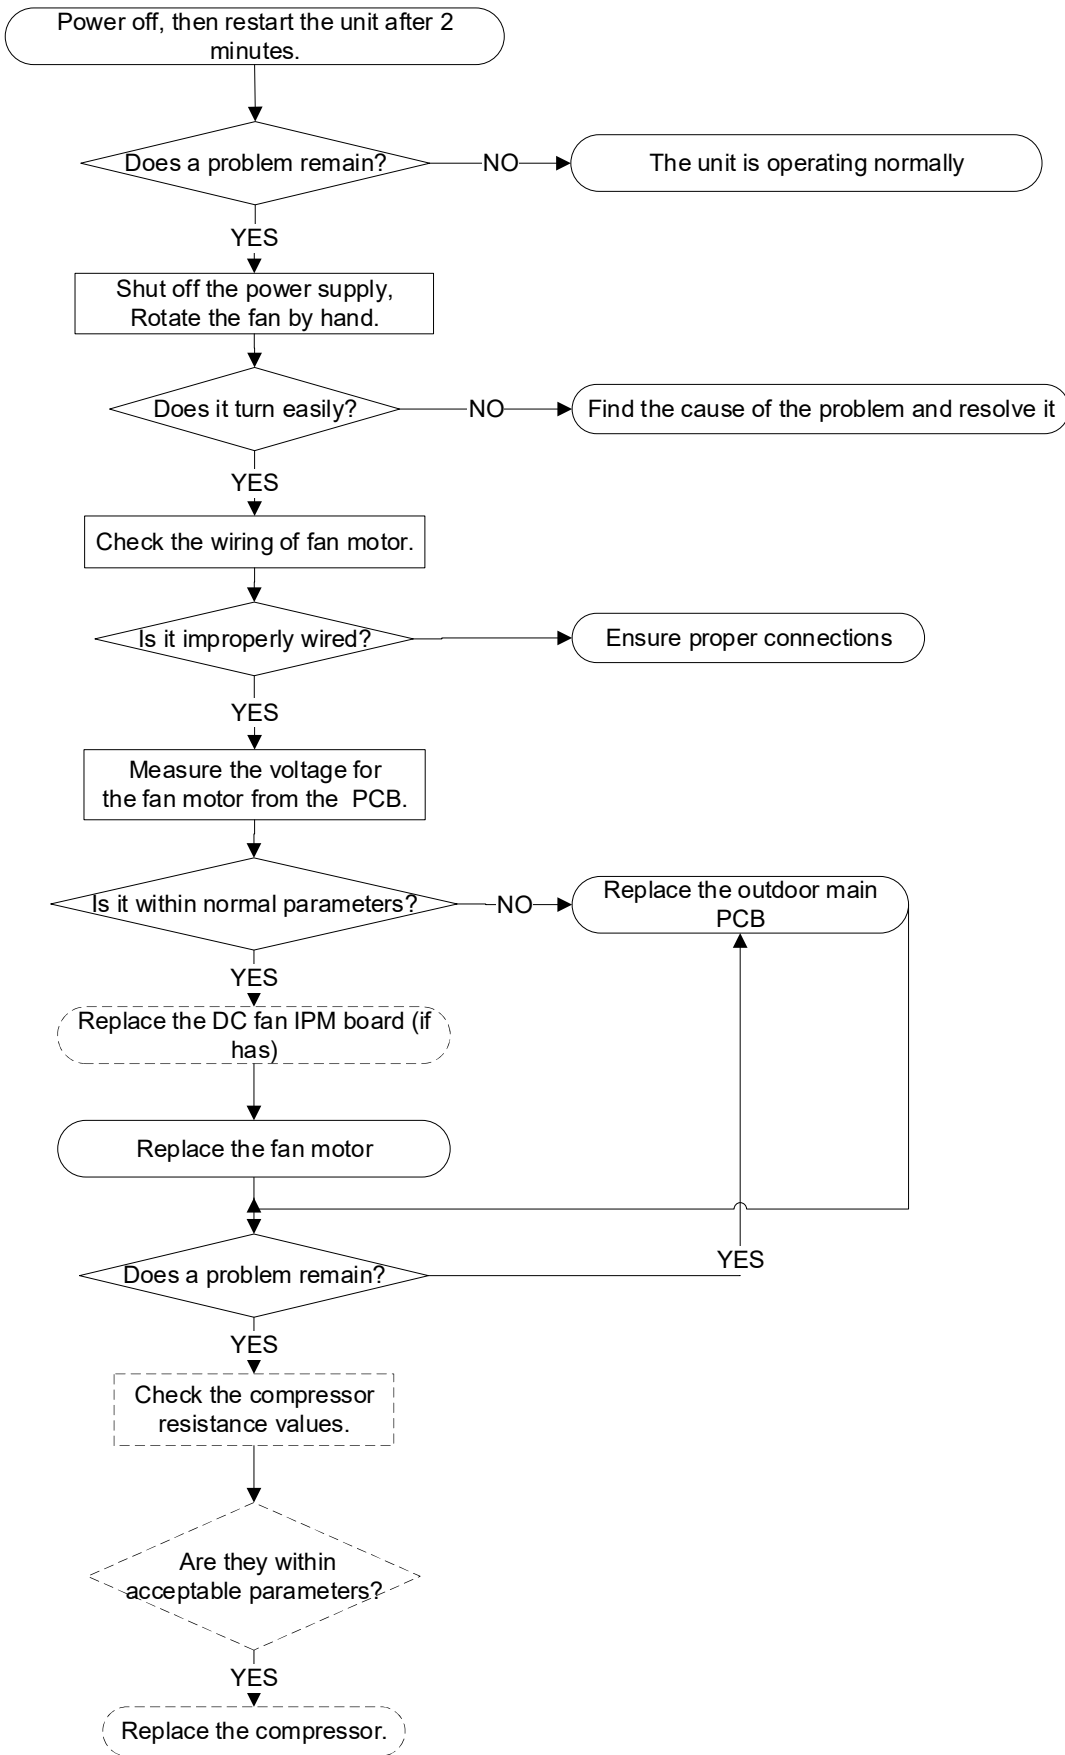 Power off, then restart the unit after 2
minutes.
Does a problem remain?
NO
The unit is operating normally
YES
Shut off the power supply,
Rotate the fan by hand.
Does it turn easily?
NO
Find the cause of the problem and resolve it
YES
Check the wiring of fan motor.
Is it improperly wired?
Ensure proper connections
YES
Measure the voltage for
the fan motor from the PCB.
Is it within normal parameters?
NO
Replace the outdoor main
PCB
YES
Replace the DC fan IPM board (if
has)
Replace the fan motor
Does a problem remain?
YES
YES
Check the compressor
resistance values.
Are they within
acceptable parameters?
YES
Replace the compressor.